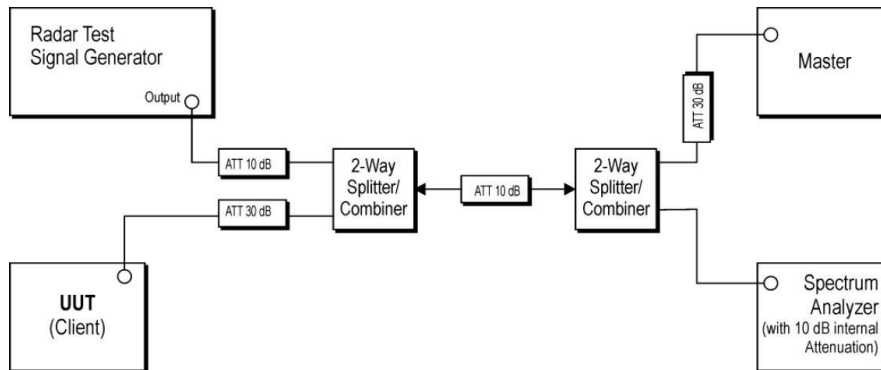 Radar Test
Signal Generator
Output
ATT 10 dB
ATT 30 dB
2-Way
Splitter/
Combiner
ATT 10 dB
2-Way
Splitter/
Combiner
ATT 30 dB
Master
UUT
(Client)
Spectrum
Analyzer
(with 10 dB internal
Attenuation)